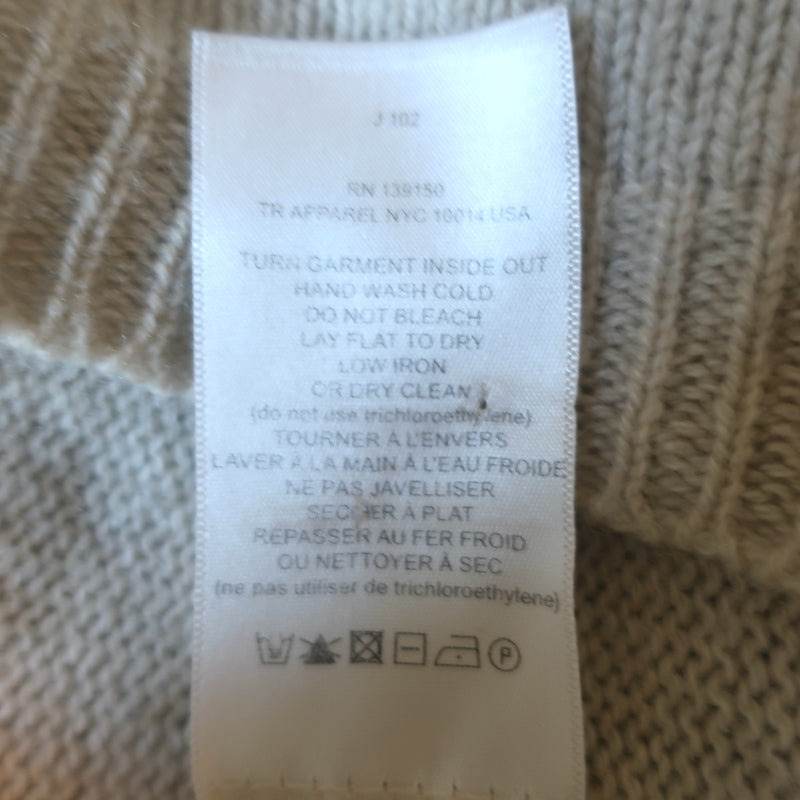 J 102
RN 139150
TR APPAREL NYC 10014 USA
TURN GARMENT INSIDE OUT
HAND WASH COLD
DO NOT BLEACH
LAY FLAT TO DRY
LOW IRON
OR DRY CLEAN
(do not use trichloroethylene)
TOURNER À L'ENVERS
LAVER À LA MAIN À L'EAU FROIDE
NE PAS JAVELLISER
SECHER À PLAT
REPASSER AU FER FROID
OU NETTOYER À SEC
(ne pas utiliser de trichloroethylene)
P